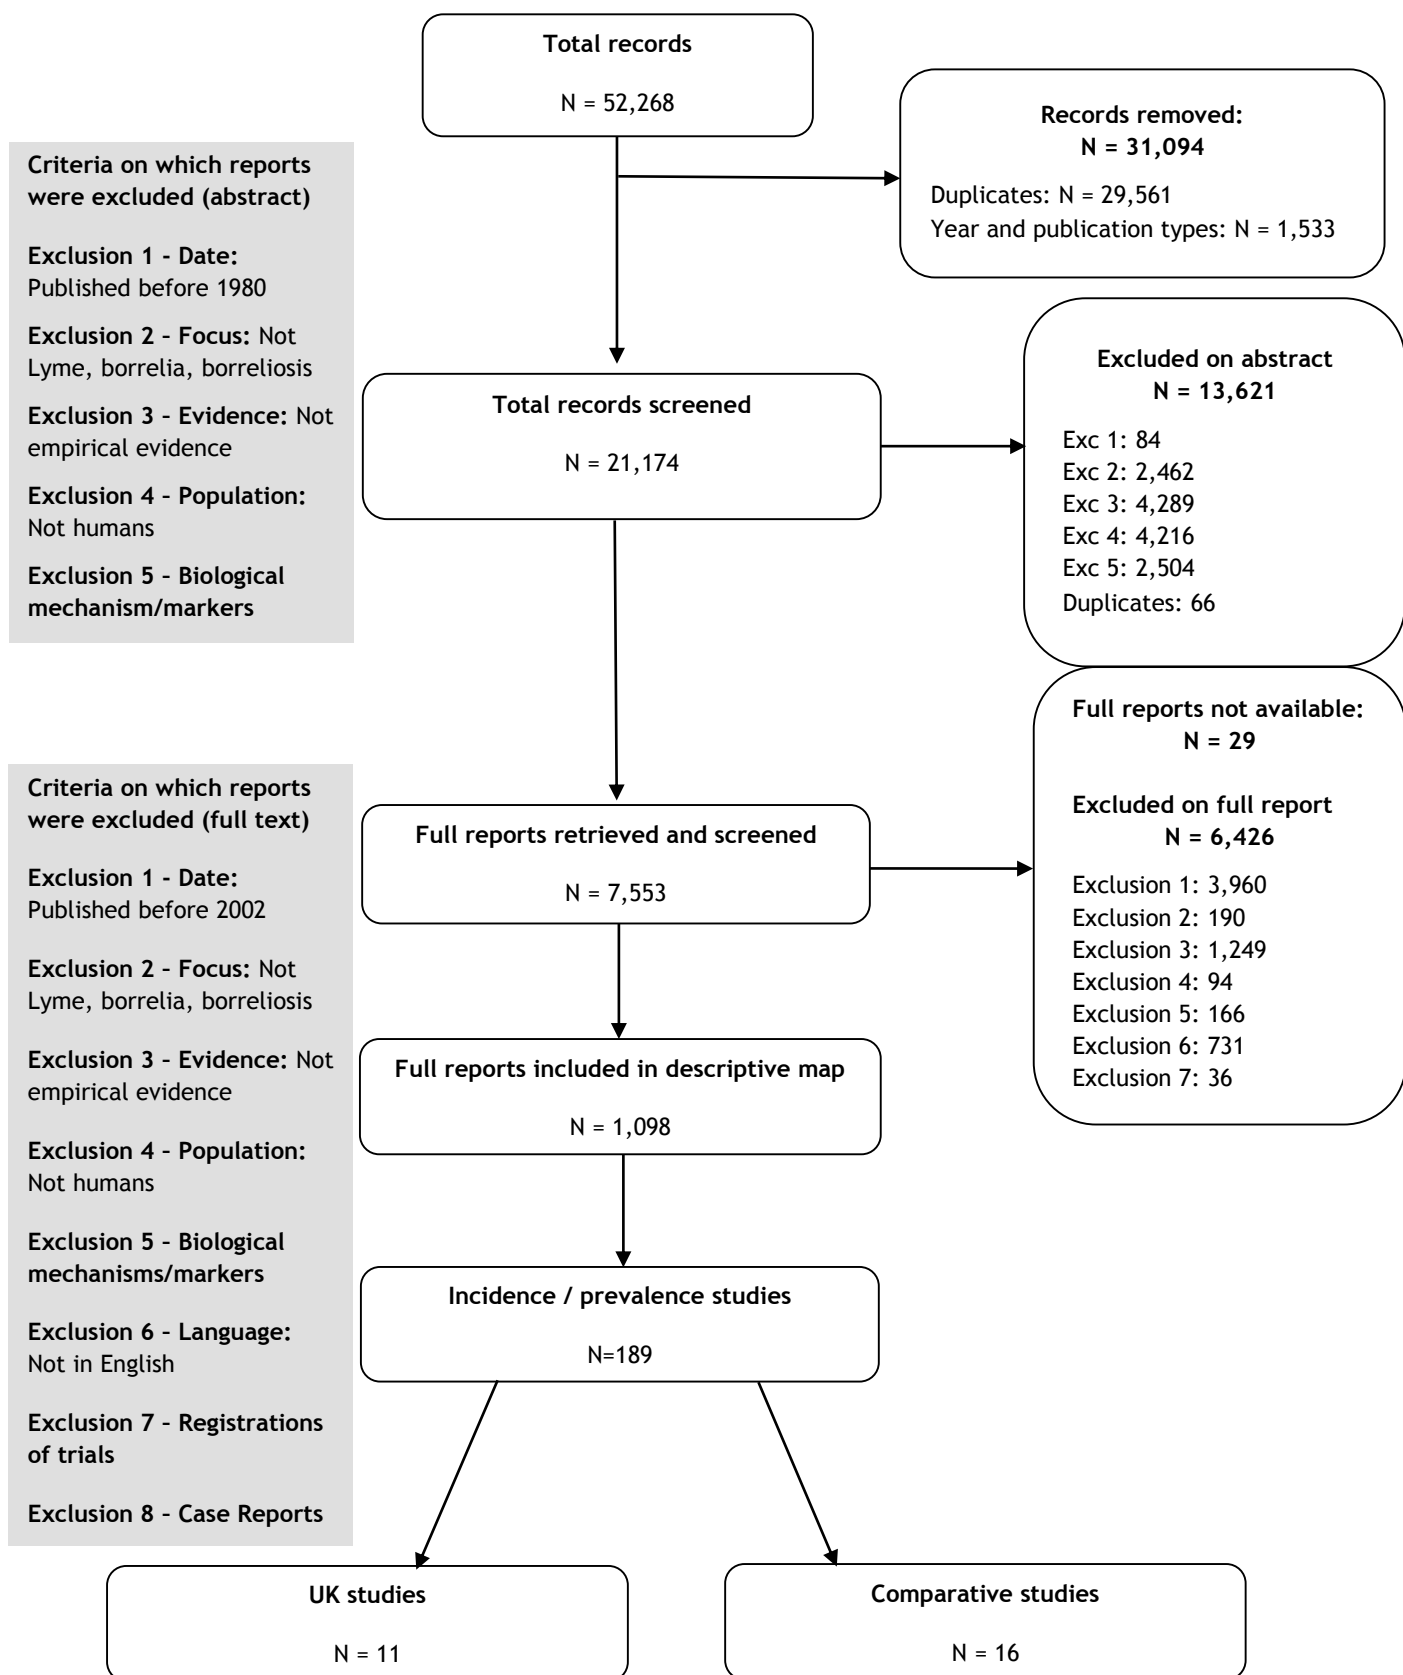 Total records
N = 52,268
Records removed:
N = 31,094
Duplicates: N = 29,561
Year and publication types: N = 1,533
Criteria on which reports
were excluded (abstract)
Exclusion 1 - Date:
Published before 1980
Exclusion 2 – Focus: Not
Lyme, borrelia, borreliosis
Exclusion 3 – Evidence: Not
empirical evidence
Exclusion 4 – Population:
Not humans
Exclusion 5 – Biological
mechanism/markers
Total records screened
N = 21,174
Excluded on abstract
N = 13,621
Exc 1: 84
Exc 2: 2,462
Exc 3: 4,289
Exc 4: 4,216
Exc 5: 2,504
Duplicates: 66
Full reports not available:
N = 29
Excluded on full report
N = 6,426
Exclusion 1: 3,960
Exclusion 2: 190
Exclusion 3: 1,249
Exclusion 4: 94
Exclusion 5: 166
Exclusion 6: 731
Exclusion 7: 36
Criteria on which reports
were excluded (full text)
Exclusion 1 – Date:
Published before 2002
Exclusion 2 – Focus: Not
Lyme, borrelia, borreliosis
Exclusion 3 – Evidence: Not
empirical evidence
Exclusion 4 – Population:
Not humans
Exclusion 5 – Biological
mechanisms/markers
Exclusion 6 – Language:
Not in English
Exclusion 7 – Registrations
of trials
Exclusion 8 – Case Reports
Full reports retrieved and screened
N = 7,553
Full reports included in descriptive map
N = 1,098
Incidence / prevalence studies
N=189
UK studies
N = 11
Comparative studies
N = 16